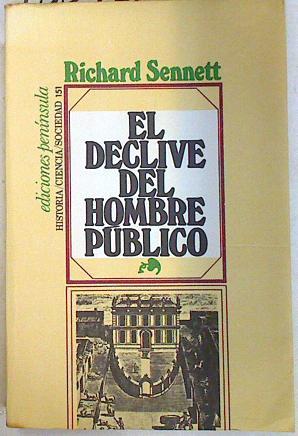 Richard Sennett
ediciones península
HISTORIA/CIENCIA/SOCIEDAD 151
EL
DECLIVE
DEL
HOMBRE
PÚBLICO